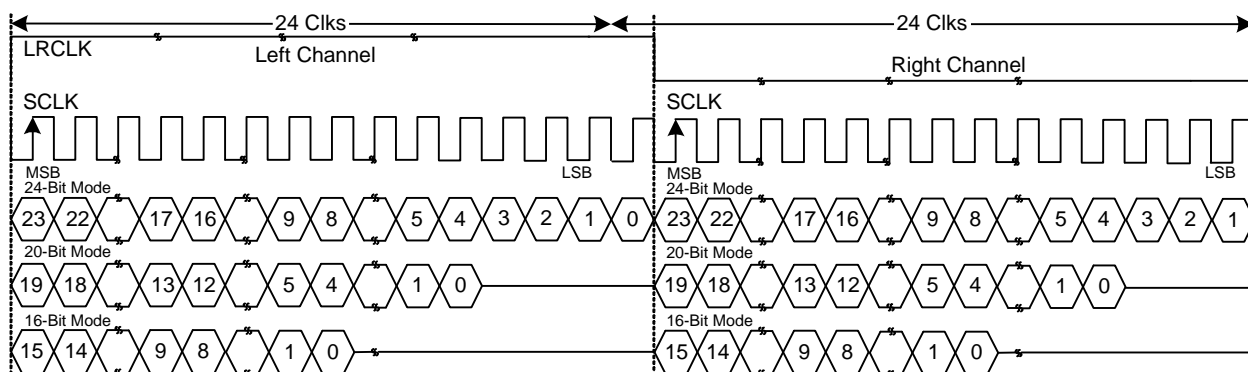 24 Clks 24 Clks
LRCLK
Left Channel
Right Channel
SCLK SCLK
MSB LSB MSB LSB
24-Bit Mode 24-Bit Mode
23 22 17 16 9 8 5 4 3 2 1 0 23 22 17 16 9 8 5 4 3 2 1
20-Bit Mode 20-Bit Mode
19 18 13 12 5 4 1 0 19 18 13 12 5 4 1 0
16-Bit Mode 16-Bit Mode
15 14 9 8 1 0 15 14 9 8 1 0